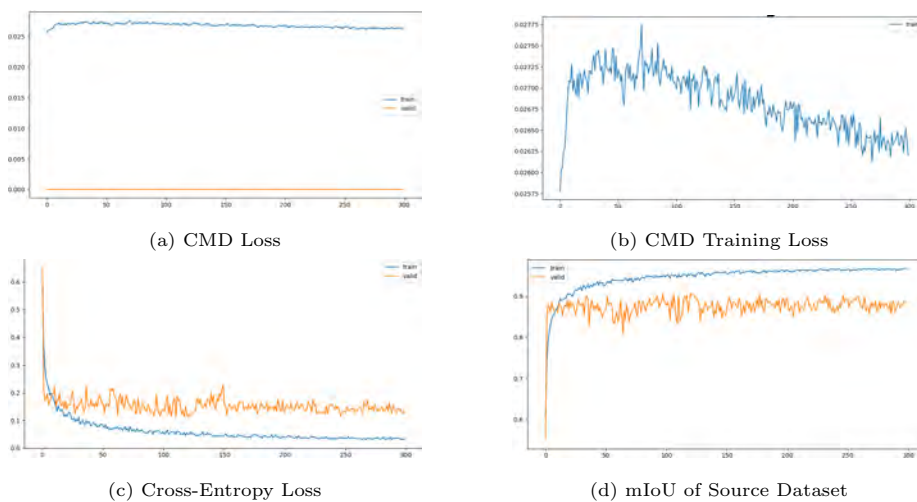 0.025
0.020
0.015
0.010
0.005
0.000
train
valid
0 50 100 150 200 250 300
(a) CMD Loss
0.02775
0.02750
0.02725
0.02700
0.02675
0.02650
0.02625
0.02600
0.02575
0 50 100 150 200 250 300
(b) CMD Training Loss
train
valid
0.6
0.5
0.4
0.3
0.2
0.1
0.0
0 50 100 150 200 250 300
(c) Cross-Entropy Loss
train
valid
0.9
0.8
0.7
0.6
0 50 100 150 200 250 300
(d) mIoU of Source Dataset